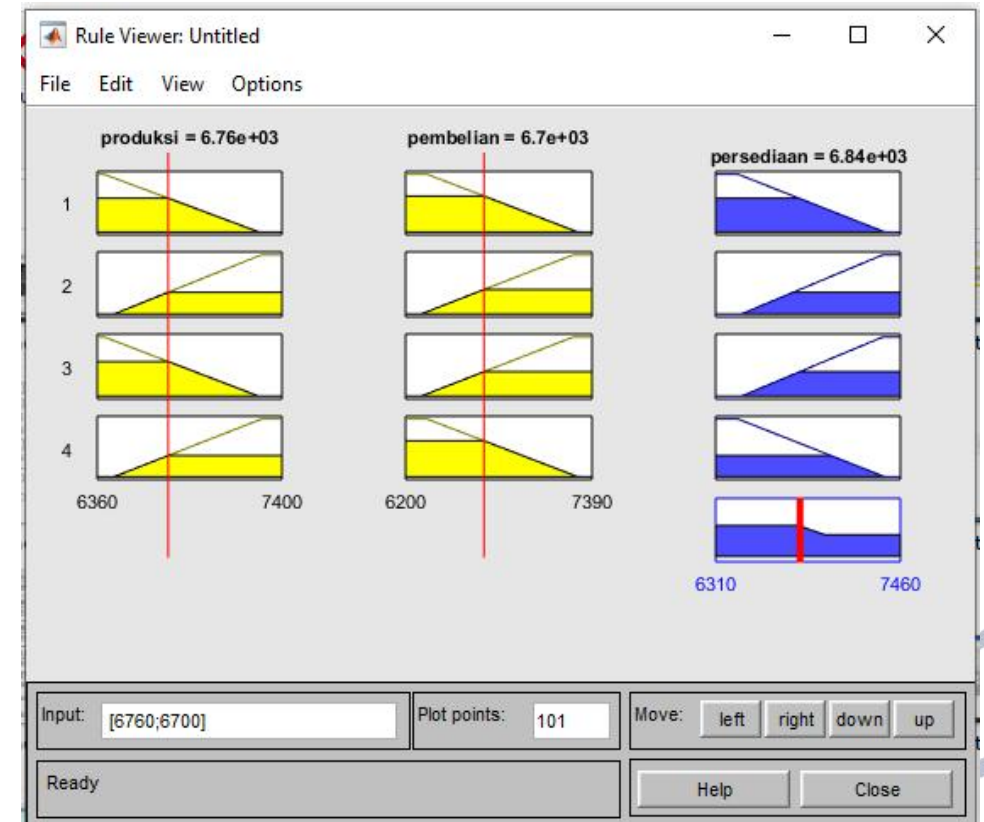 Rule Viewer: Untitled
File Edit View Options
produksi = 6.76e+03 pembelian = 6.7e+03 persediaan = 6.84e+03
1
2
3
4
6360 7400 6200 7390
6310 7460
Input: [6760;6700] Plot points: 101 Move: left right down up
Ready Help Close